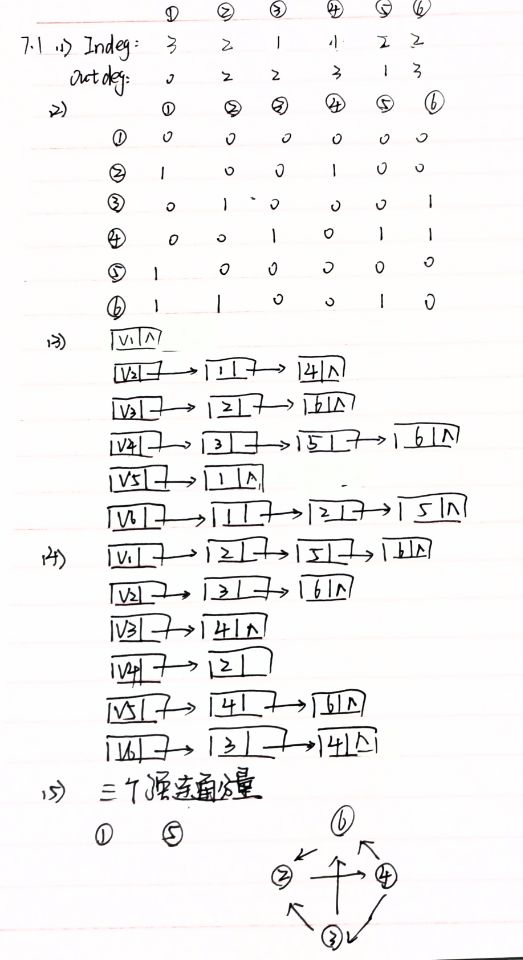 ① ② ③ ④ ⑤ ⑥
7.1 (1) Indeg: 3 2 1 1 2 2
Outdeg: 0 2 2 3 1 3
(2) ① ② ③ ④ ⑤ ⑥
① 0 0 0 0 0 0
② 1 0 0 1 0 0
③ 0 1 0 0 0 1
④ 0 0 1 0 1 1
⑤ 1 0 0 0 0 0
⑥ 1 1 0 0 1 0
(3) V1 ∧
V2 → 1 → 4 ∧
V3 → 2 → 6 ∧
V4 → 3 → 5 → 6 ∧
V5 → 1 ∧
V6 → 1 → 2 → 5 ∧
(4) V1 → 2 → 5 → 6 ∧
V2 → 3 → 6 ∧
V3 → 4 ∧
V4 → 2
V5 → 4 → 6 ∧
V6 → 3 → 4 ∧
(5) 三个强连通分量
① ⑤ ⑥
② ④
③